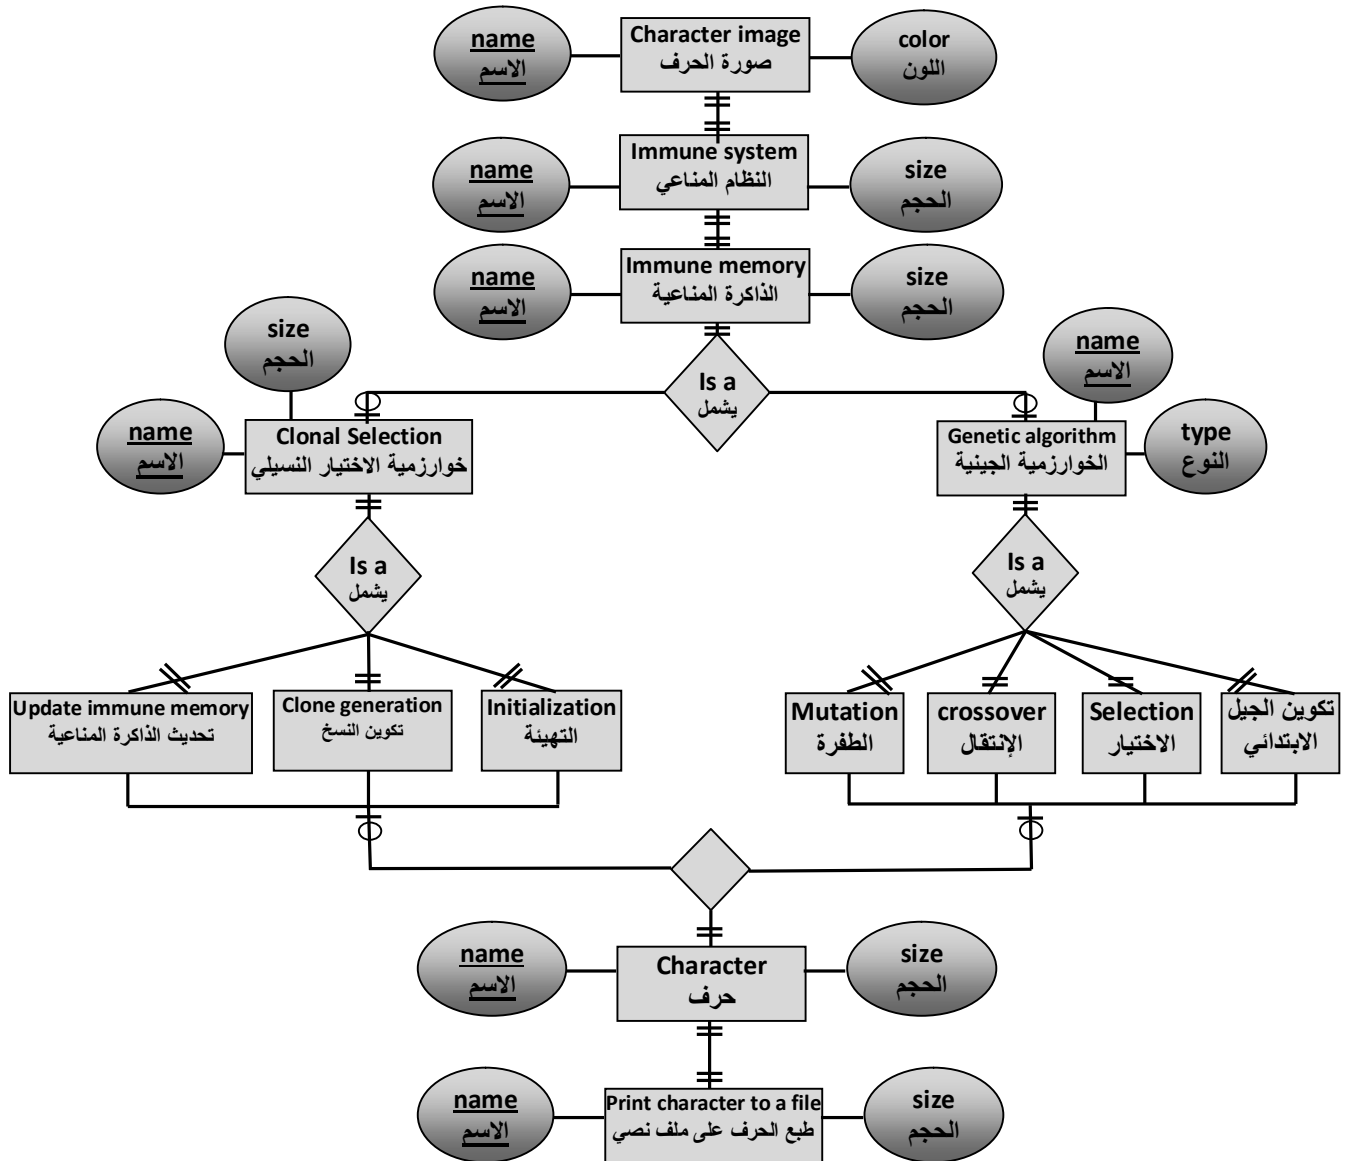 name
الاسم
Character image
صورة الحرف
color
اللون
name
الاسم
Immune system
النظام المناعي
size
الحجم
name
الاسم
Immune memory
الذاكرة المناعية
size
الحجم
size
الحجم
name
الاسم
Is a
يشمل
name
الاسم
Clonal Selection
خوارزمية الاختيار النسيلي
Genetic algorithm
الخوارزمية الجينية
type
النوع
Is a
يشمل
Is a
يشمل
Update immune memory
تحديث الذاكرة المناعية
Clone generation
تكوين النسخ
Initialization
التهيئة
Mutation
الطفرة
crossover
الإنتقال
Selection
الاختيار
تكوين الجيل
الابتدائي
name
الاسم
Character
حرف
size
الحجم
name
الاسم
Print character to a file
طبع الحرف على ملف نصي
size
الحجم